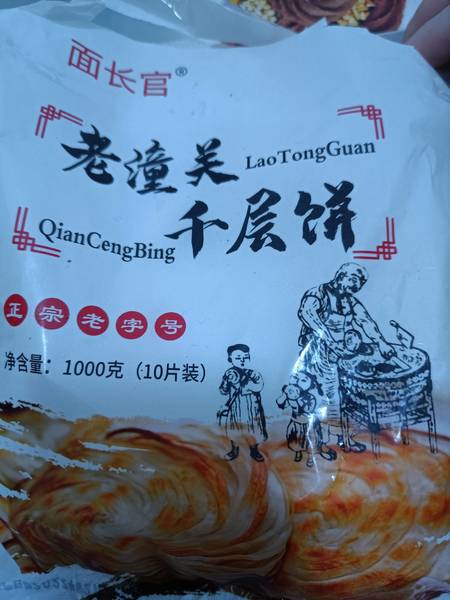 面长官®
老潼关 LaoTongGuan
QianCengBing 千层饼
正宗老字号
净含量：1000克（10片装）